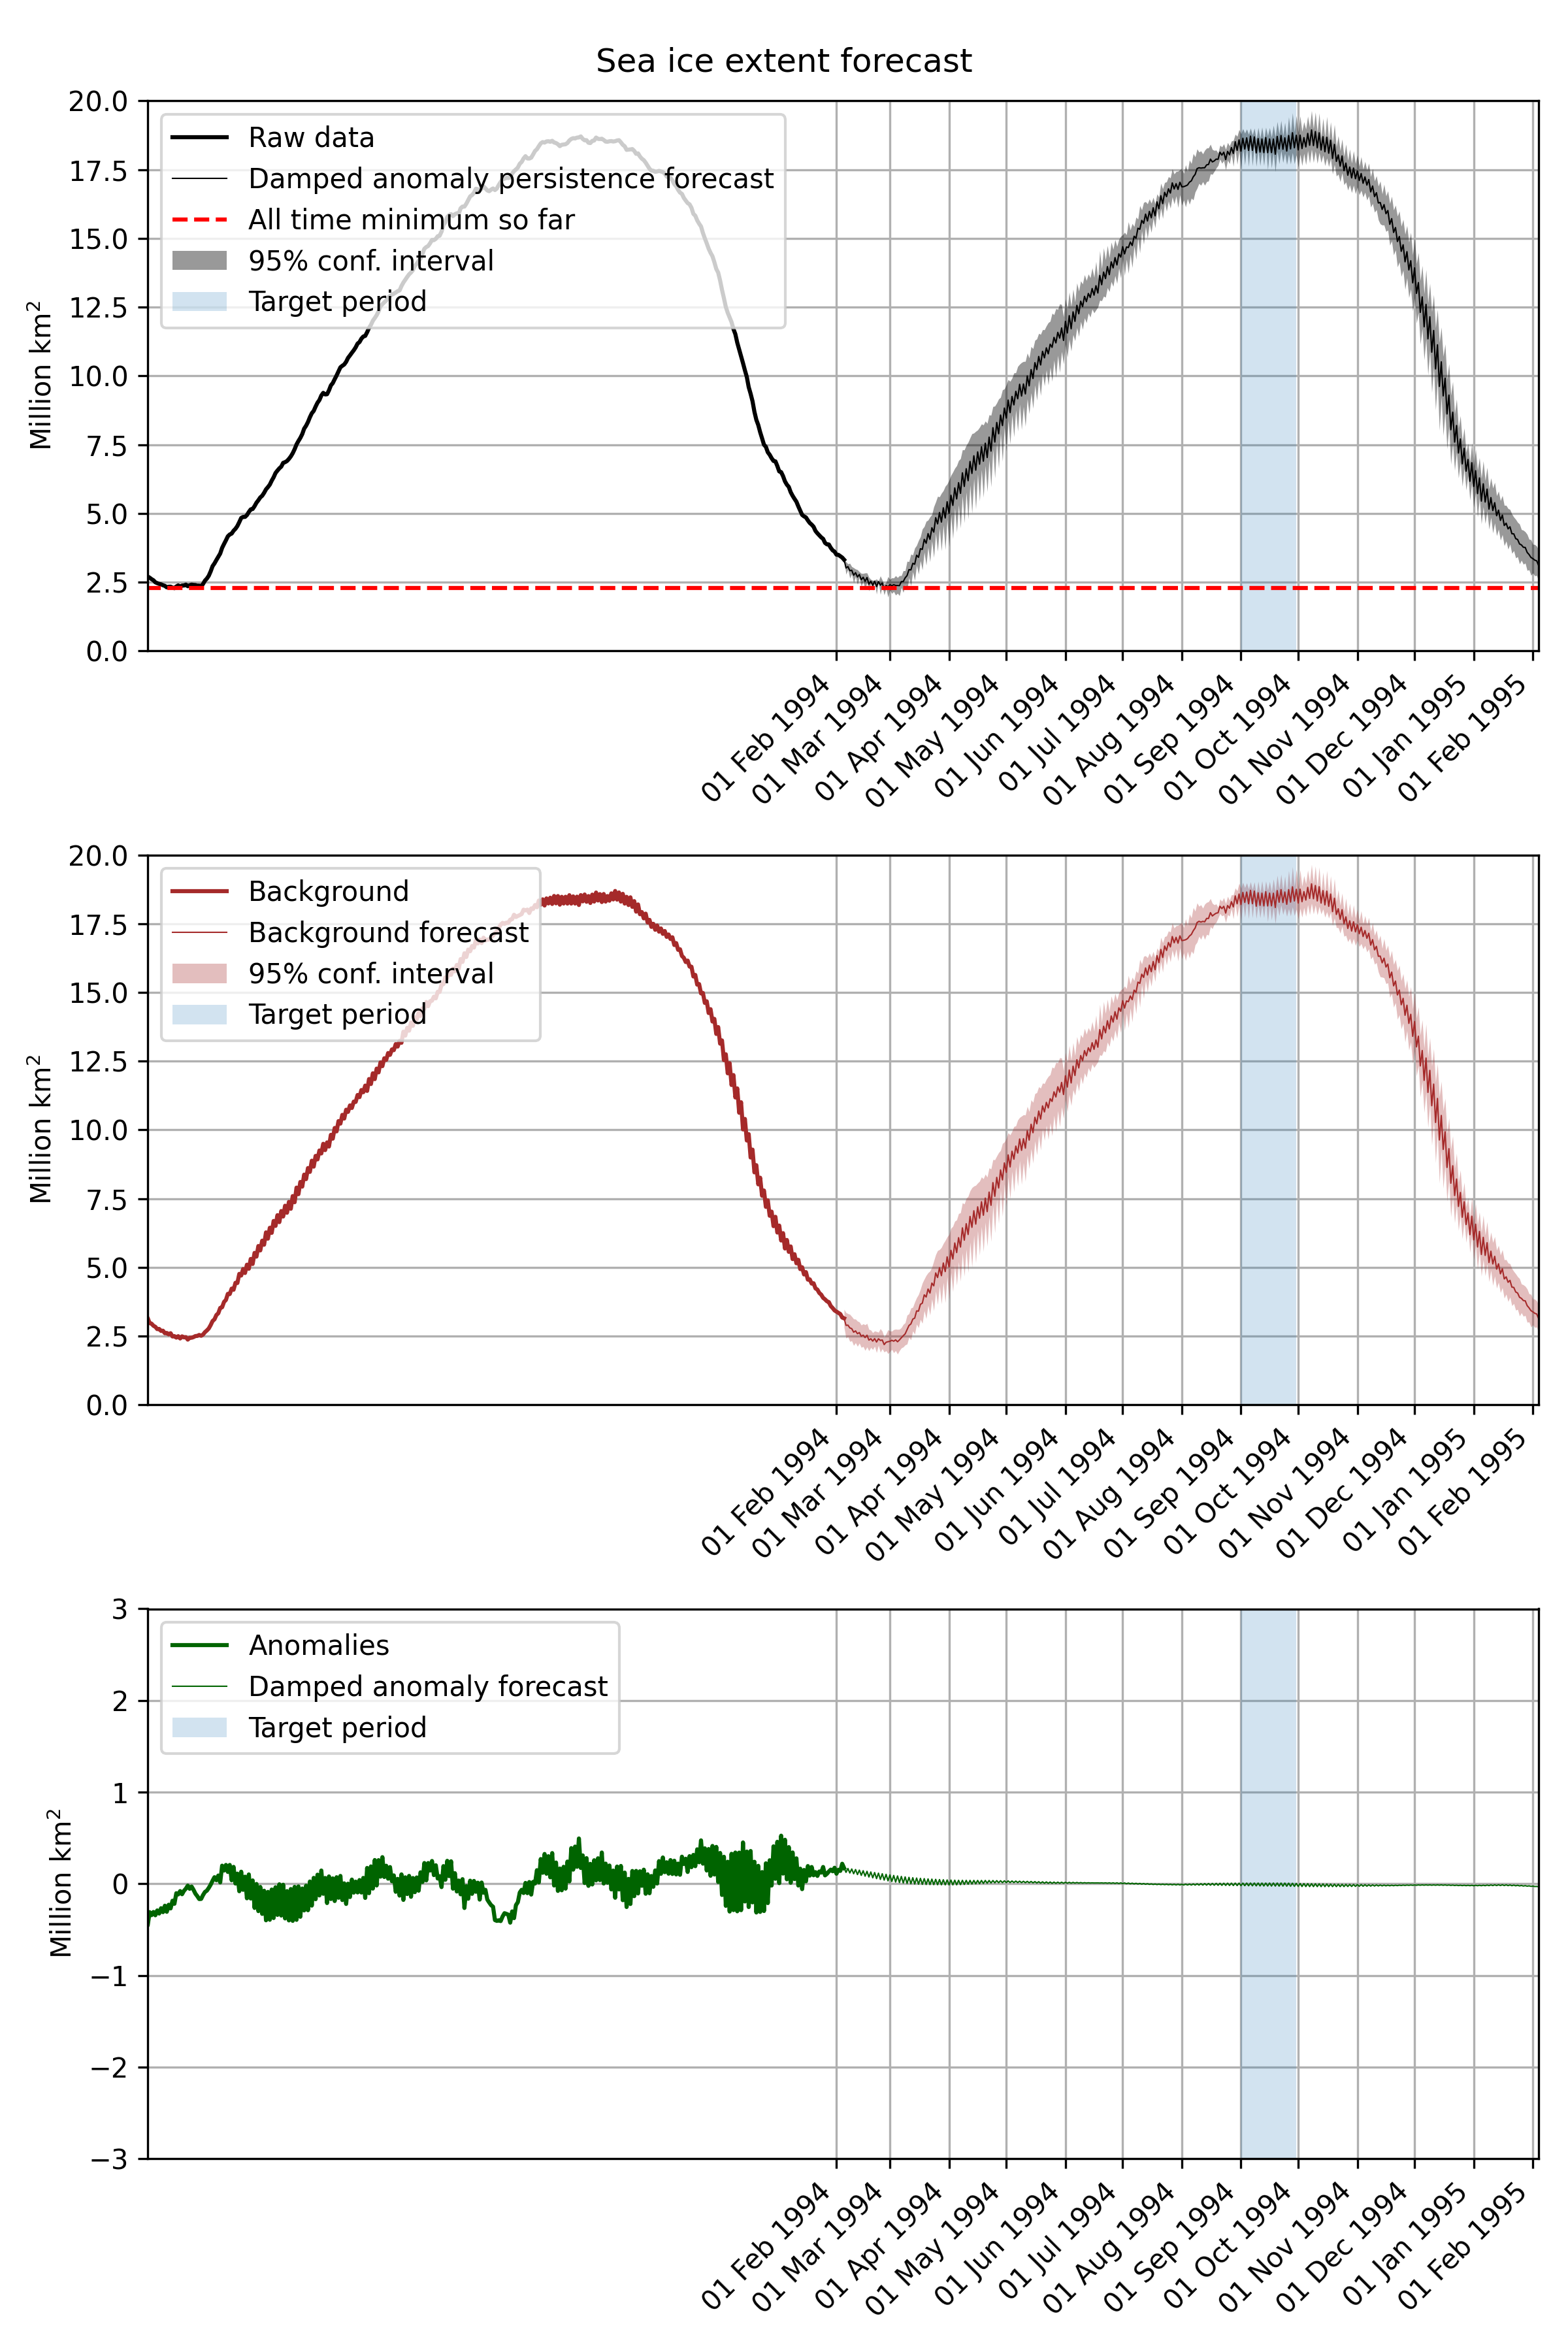 Sea ice extent forecast
20.0
17.5
15.0
12.5
10.0
7.5
5.0
2.5
0.0
Million km²
Raw data
Damped anomaly persistence forecast
All time minimum so far
95% conf. interval
Target period
01 Feb 1994
01 Mar 1994
01 Apr 1994
01 May 1994
01 Jun 1994
01 Jul 1994
01 Aug 1994
01 Sep 1994
01 Oct 1994
01 Nov 1994
01 Dec 1994
01 Jan 1995
01 Feb 1995
20.0
17.5
15.0
12.5
10.0
7.5
5.0
2.5
0.0
Million km²
Background
Background forecast
95% conf. interval
Target period
01 Feb 1994
01 Mar 1994
01 Apr 1994
01 May 1994
01 Jun 1994
01 Jul 1994
01 Aug 1994
01 Sep 1994
01 Oct 1994
01 Nov 1994
01 Dec 1994
01 Jan 1995
01 Feb 1995
3
2
1
0
−1
−2
−3
Million km²
Anomalies
Damped anomaly forecast
Target period
01 Feb 1994
01 Mar 1994
01 Apr 1994
01 May 1994
01 Jun 1994
01 Jul 1994
01 Aug 1994
01 Sep 1994
01 Oct 1994
01 Nov 1994
01 Dec 1994
01 Jan 1995
01 Feb 1995